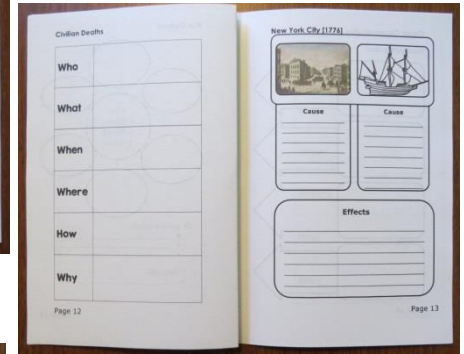 Civilian Deaths
Who
What
When
Where
How
Why
Page 12
New York City [1776]
Cause
Cause
Effects
Page 13